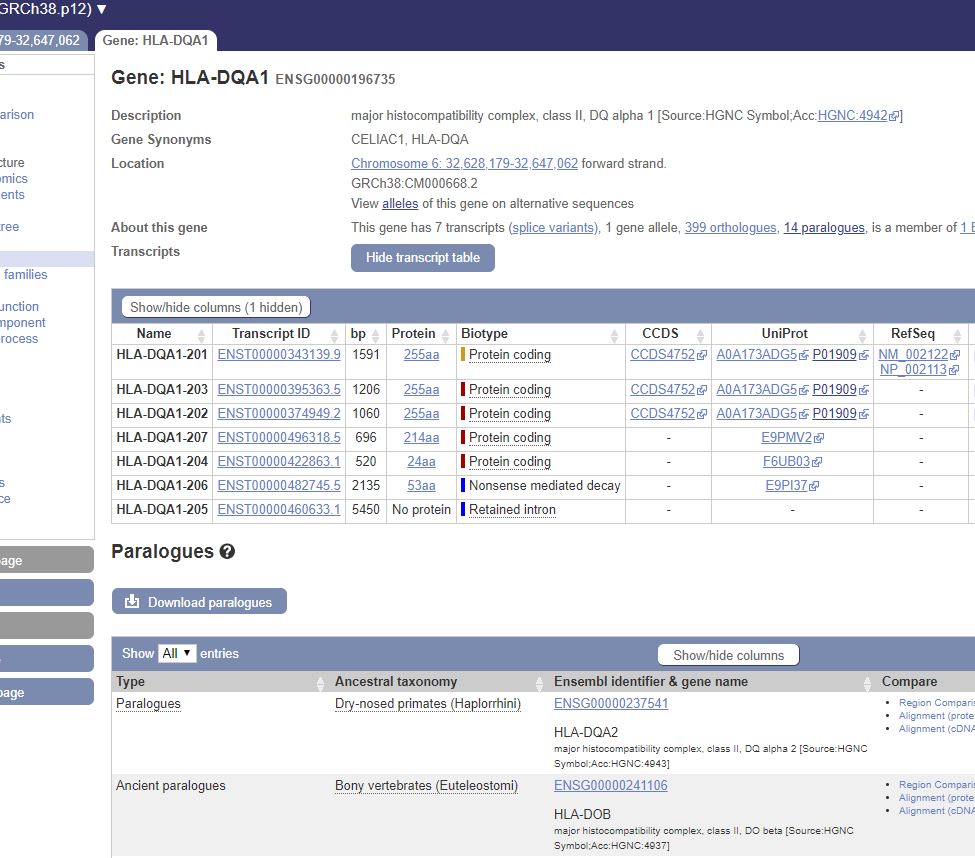 GRCh38.p12) ▼
79-32,647,062 Gene: HLA-DQA1
s
Gene: HLA-DQA1 ENSG00000196735
arison
Description major histocompatibility complex, class II, DQ alpha 1 [Source:HGNC Symbol;Acc:HGNC:4942]
Gene Synonyms CELIAC1, HLA-DQA
cture
Location Chromosome 6: 32,628,179-32,647,062 forward strand.
omics
GRCh38:CM000668.2
ents
View alleles of this gene on alternative sequences
ree
About this gene This gene has 7 transcripts (splice variants), 1 gene allele, 399 orthologues, 14 paralogues, is a member of 1 E
Transcripts Hide transcript table
families
unction
mponent
rocess
Show/hide columns (1 hidden)
Name Transcript ID bp Protein Biotype CCDS UniProt RefSeq
HLA-DQA1-201 ENST00000343139.9 1591 255aa Protein coding CCDS4752 A0A173ADG5 P01909 NM_002122
NP_002113
HLA-DQA1-203 ENST00000395363.5 1206 255aa Protein coding CCDS4752 A0A173ADG5 P01909 -
HLA-DQA1-202 ENST00000374949.2 1060 255aa Protein coding CCDS4752 A0A173ADG5 P01909 -
nts
HLA-DQA1-207 ENST00000496318.5 696 214aa Protein coding - E9PMV2 -
HLA-DQA1-204 ENST00000422863.1 520 24aa Protein coding - F6UB03 -
HLA-DQA1-206 ENST00000482745.5 2135 53aa Nonsense mediated decay - E9PI37 -
s
ce
HLA-DQA1-205 ENST00000460633.1 5450 No protein Retained intron - - -
Paralogues ?
age
Download paralogues
Show All ▼ entries Show/hide columns
Type Ancestral taxonomy Ensembl identifier & gene name Compare
page
Paralogues Dry-nosed primates (Haplorrhini) ENSG00000237541 • Region Comparis
• Alignment (prote
• Alignment (cDNA
HLA-DQA2
major histocompatibility complex, class II, DQ alpha 2 [Source:HGNC
Symbol;Acc:HGNC:4943]
Ancient paralogues Bony vertebrates (Euteleostomi) ENSG00000241106 • Region Comparis
• Alignment (prote
• Alignment (cDNA
HLA-DOB
major histocompatibility complex, class II, DO beta [Source:HGNC
Symbol;Acc:HGNC:4937]